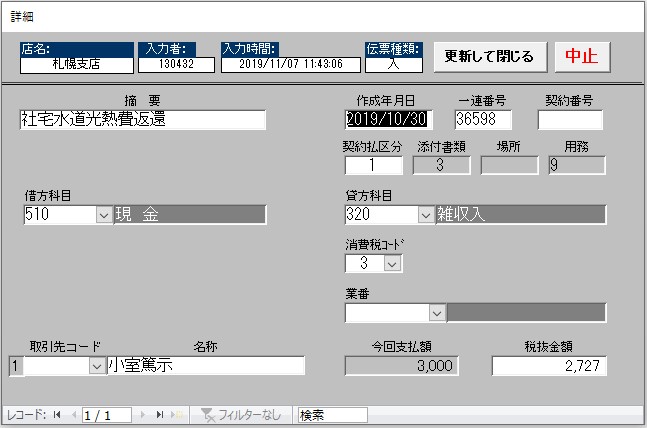 詳細
店名: 入力者: 入力時間: 伝票種類:
札幌支店 130432 2019/11/07 11:43:06 入
更新して閉じる 中止
摘 要 作成年月日 一連番号 契約番号
社宅水道光熱費返還 2019/10/30 36598
契約払区分 添付書類 場所 用務
1 3 9
借方科目 貸方科目
510 現 金 320 雑収入
消費税コード
3
業番
取引先コード 名称 今回支払額 税抜金額
1 小室篤示 3,000 2,727
レコード: 1 / 1 フィルターなし 検索